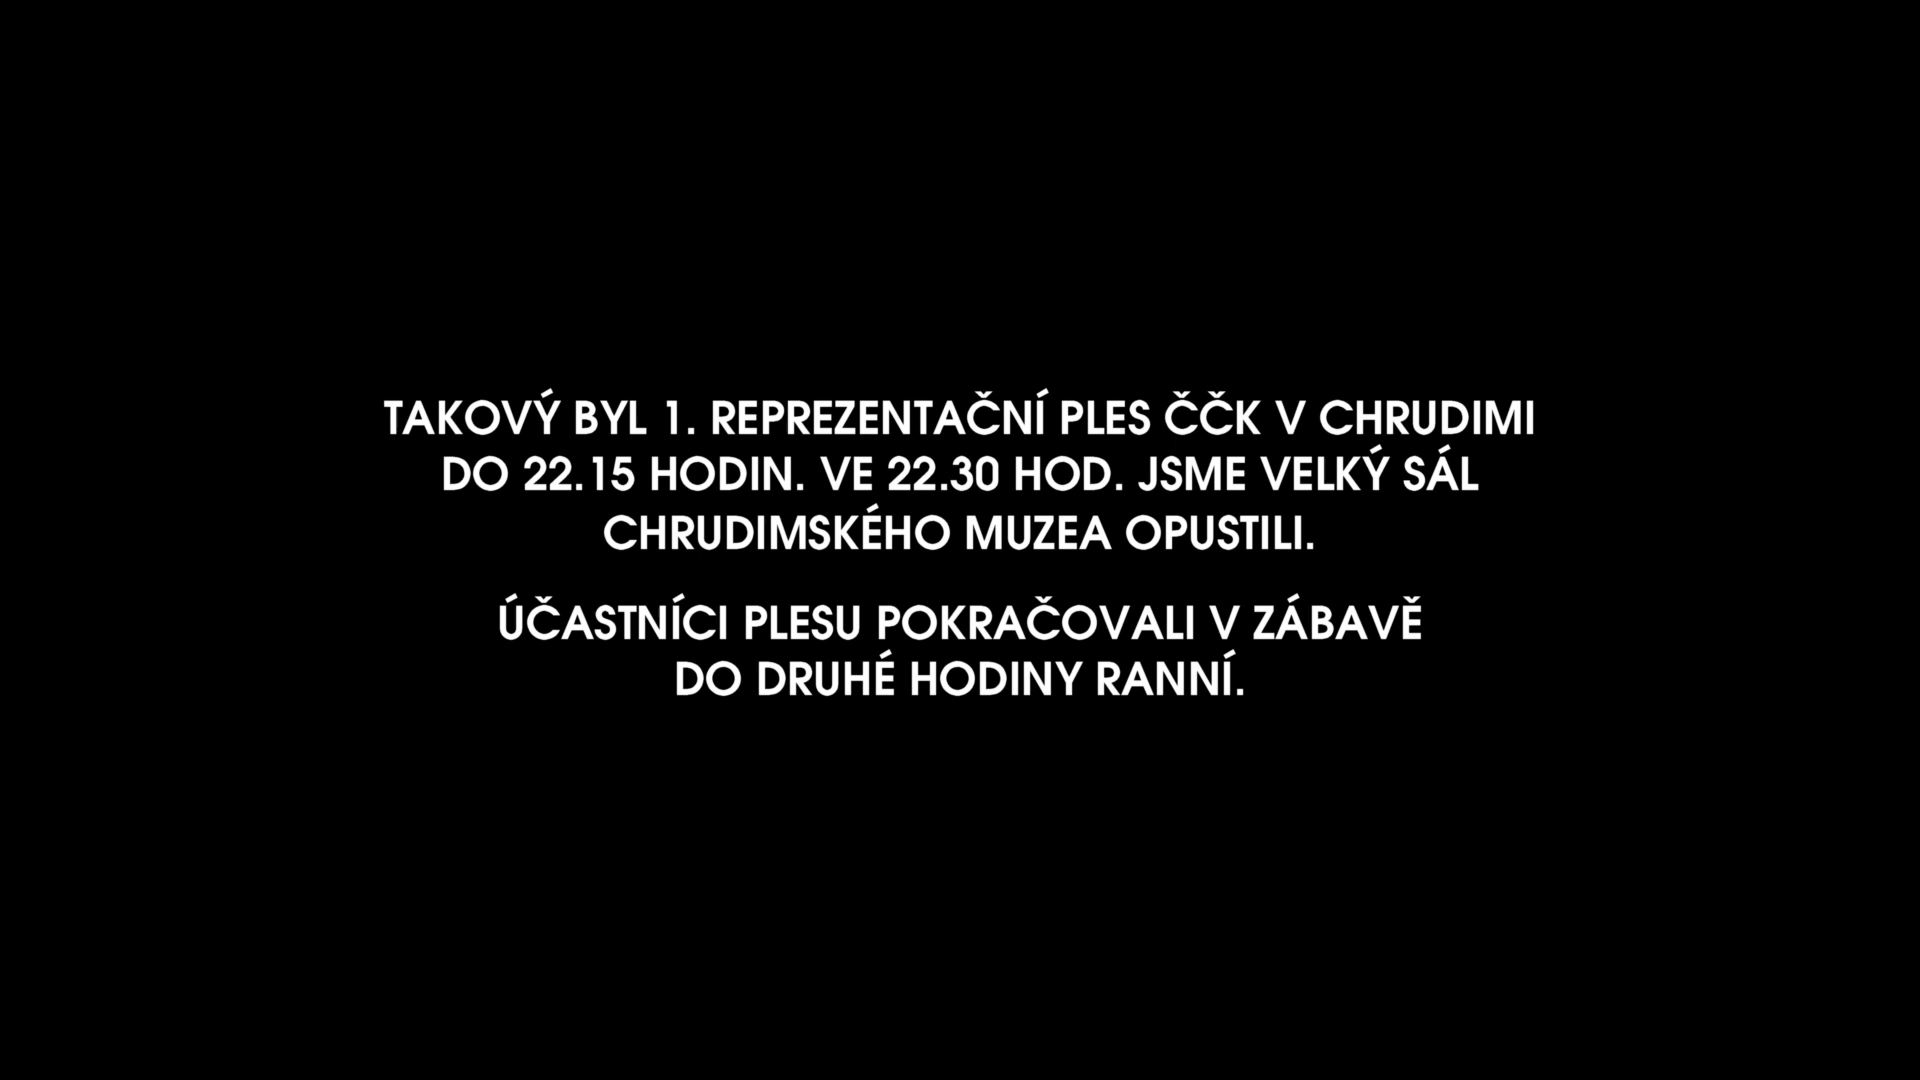 TAKOVÝ BYL 1. REPREZENTAČNÍ PLES ČČK V CHRUDIMI
DO 22.15 HODIN. VE 22.30 HOD. JSME VELKÝ SÁL
CHRUDIMSKÉHO MUZEA OPUSTILI.
ÚČASTNÍCI PLESU POKRAČOVALI V ZÁBAVĚ
DO DRUHÉ HODINY RANNÍ.